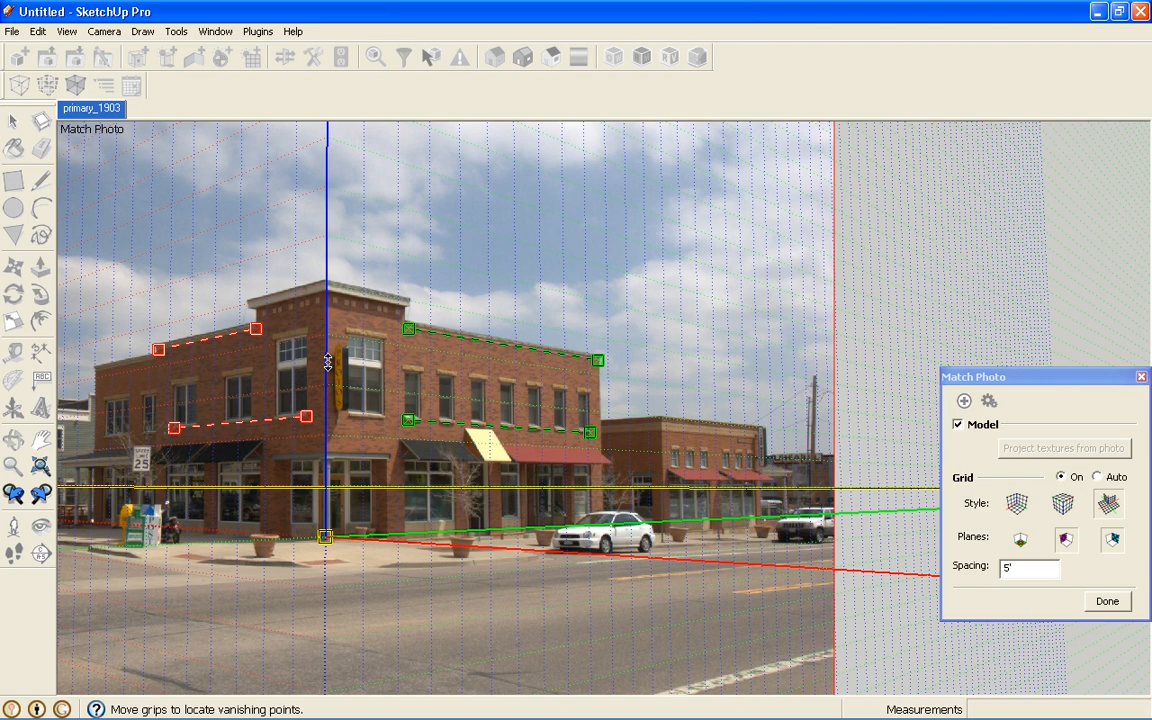 Untitled - SketchUp Pro
File Edit View Camera Draw Tools Window Plugins Help
primary_1903
Match Photo
ABC
SPEED
25
Match Photo
Model
Project textures from photo
Grid On Auto
Style:
Planes:
Spacing: 5'
Done
Move grips to locate vanishing points.
Measurements